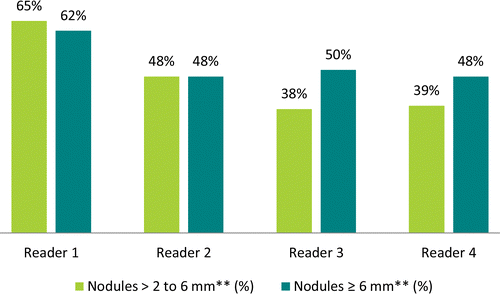 65% 62%
48% 48%
38% 50%
39% 48%
Reader 1 Reader 2 Reader 3 Reader 4
Nodules > 2 to 6 mm** (%) Nodules ≥ 6 mm** (%)